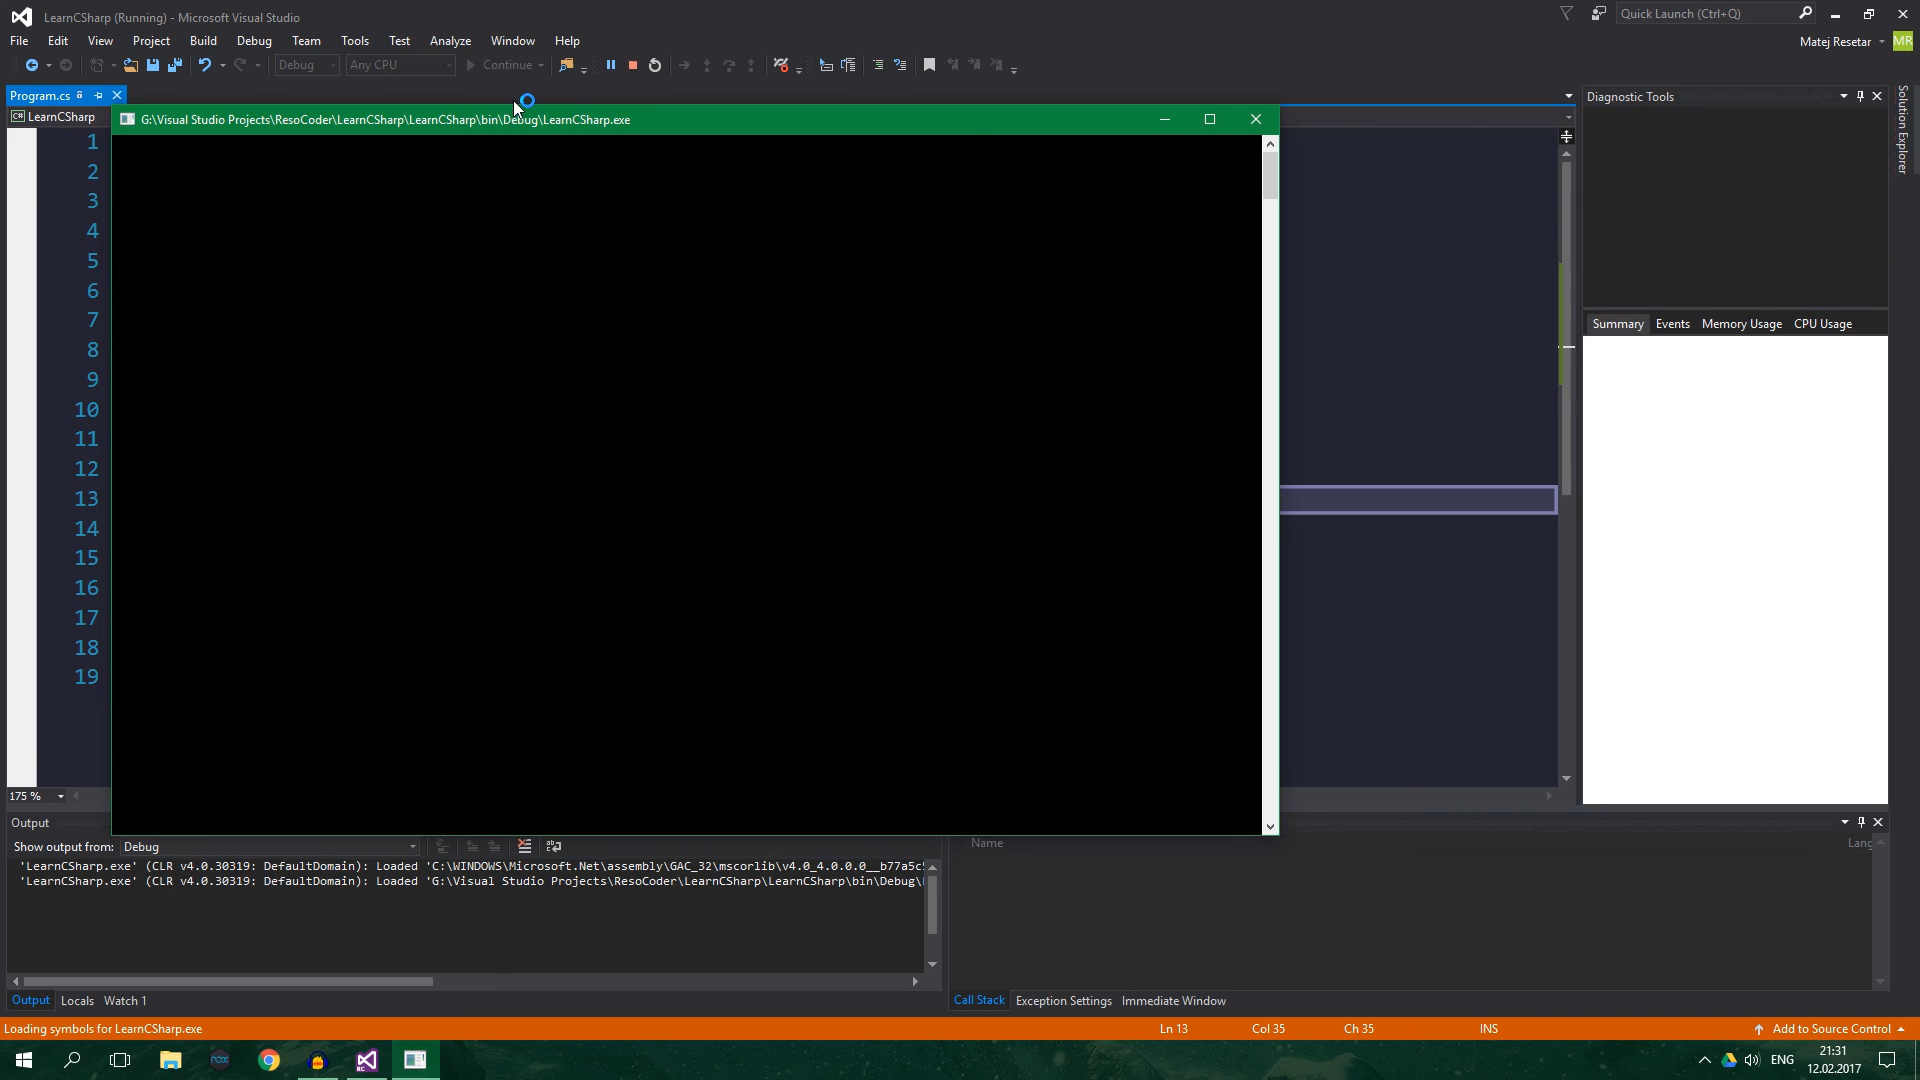 LearnCSharp (Running) - Microsoft Visual Studio
Quick Launch (Ctrl+Q)
File Edit View Project Build Debug Team Tools Test Analyze Window Help
Matej Resetar MR
Debug Any CPU Continue
Program.cs
Diagnostic Tools
Solution Explorer
C# LearnCSharp
G:\Visual Studio Projects\ResoCoder\LearnCSharp\LearnCSharp\bin\Debug\LearnCSharp.exe
1
2
3
4
5
6
7
8
9
10
11
12
13
14
15
16
17
18
19
Summary Events Memory Usage CPU Usage
175 %
Output
Show output from: Debug
'LearnCSharp.exe' (CLR v4.0.30319: DefaultDomain): Loaded 'C:\WINDOWS\Microsoft.Net\assembly\GAC_32\mscorlib\v4.0_4.0.0.0__b77a5c
'LearnCSharp.exe' (CLR v4.0.30319: DefaultDomain): Loaded 'G:\Visual Studio Projects\ResoCoder\LearnCSharp\LearnCSharp\bin\Debug\
Name Lang
Output Locals Watch 1
Call Stack Exception Settings Immediate Window
Loading symbols for LearnCSharp.exe
Ln 13 Col 35 Ch 35 INS
Add to Source Control
nox
RC
ENG
21:31
12.02.2017